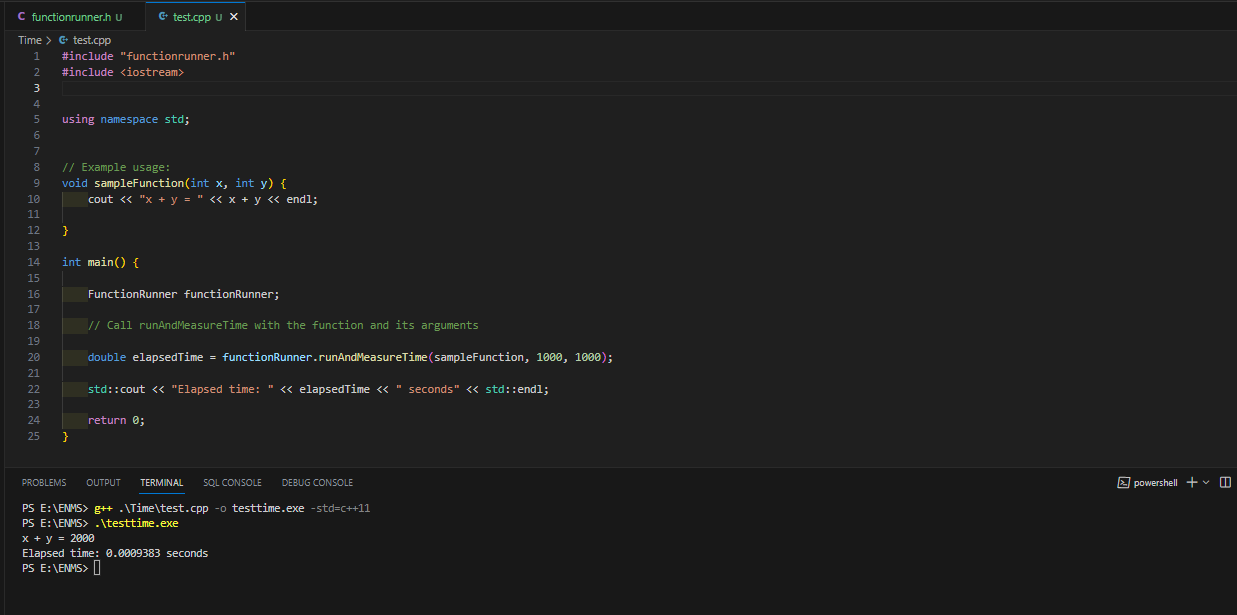 functionrunner.h U
test.cpp U
Time > test.cpp
1 #include "functionrunner.h"
2 #include <iostream>
3
4
5 using namespace std;
6
7
8 // Example usage:
9 void sampleFunction(int x, int y) {
10 cout << "x + y = " << x + y << endl;
11
12 }
13
14 int main() {
15
16 FunctionRunner functionRunner;
17
18 // Call runAndMeasureTime with the function and its arguments
19
20 double elapsedTime = functionRunner.runAndMeasureTime(sampleFunction, 1000, 1000);
21
22 std::cout << "Elapsed time: " << elapsedTime << " seconds" << std::endl;
23
24 return 0;
25 }
PROBLEMS OUTPUT TERMINAL SQL CONSOLE DEBUG CONSOLE
powershell
PS E:\ENMS> g++ .\Time\test.cpp -o testtime.exe -std=c++11
PS E:\ENMS> .\testtime.exe
x + y = 2000
Elapsed time: 0.0009383 seconds
PS E:\ENMS>